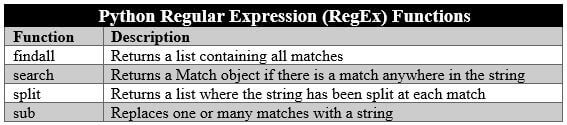 Python Regular Expression (RegEx) Functions
Function Description
findall Returns a list containing all matches
search Returns a Match object if there is a match anywhere in the string
split Returns a list where the string has been split at each match
sub Replaces one or many matches with a string